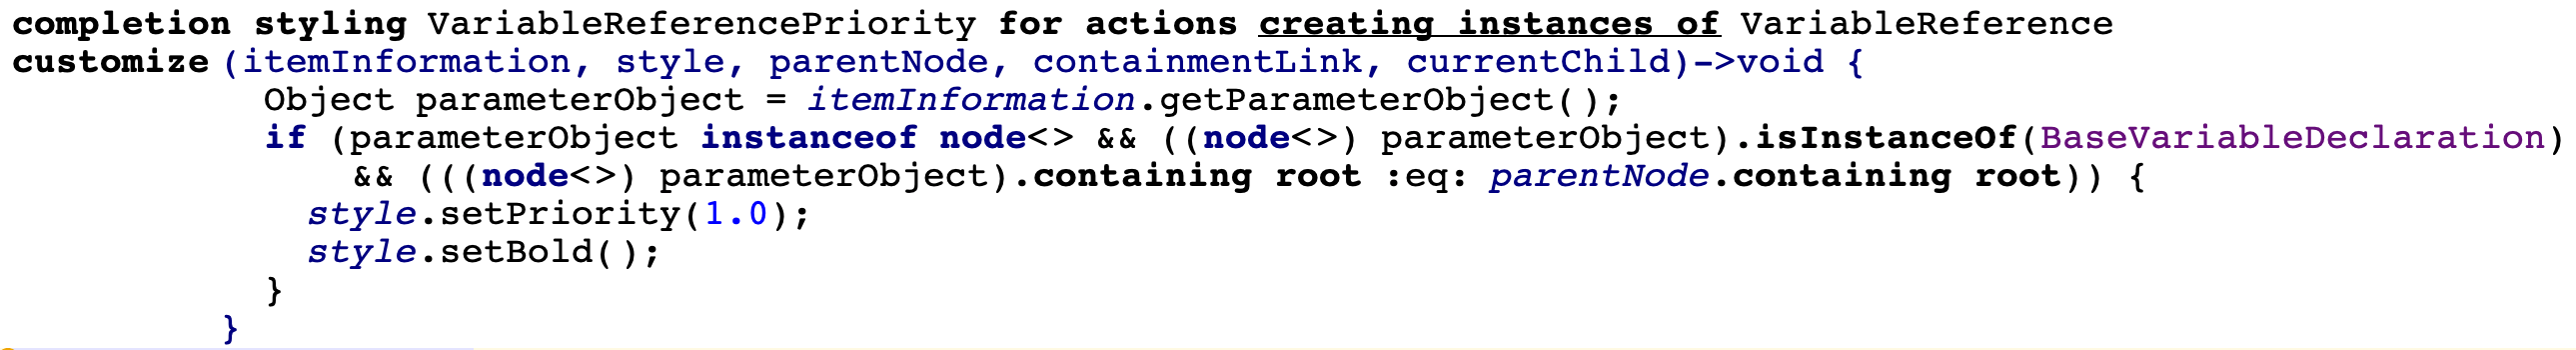 completion styling VariableReferencePriority for actions creating instances of VariableReference
customize (itemInformation, style, parentNode, containmentLink, currentChild)->void {
Object parameterObject = itemInformation.getParameterObject();
if (parameterObject instanceof node<> && ((node<>) parameterObject).isInstanceOf(BaseVariableDeclaration)
&& (((node<>) parameterObject).containing root :eq: parentNode.containing root)) {
style.setPriority(1.0);
style.setBold();
}
}